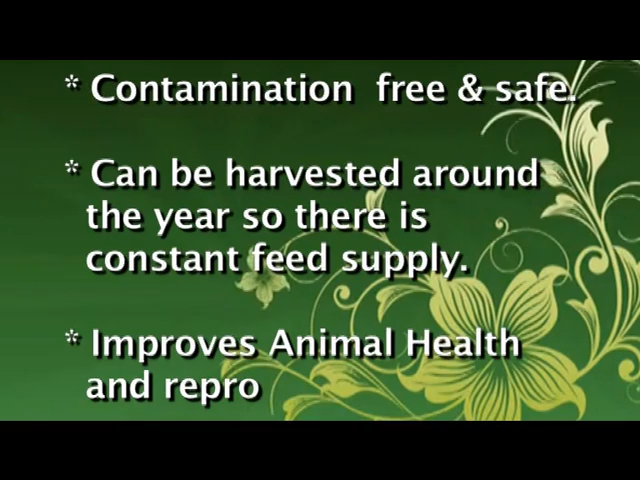 * Contamination free & safe.
* Can be harvested around
the year so there is
constant feed supply.
* Improves Animal Health
and repro